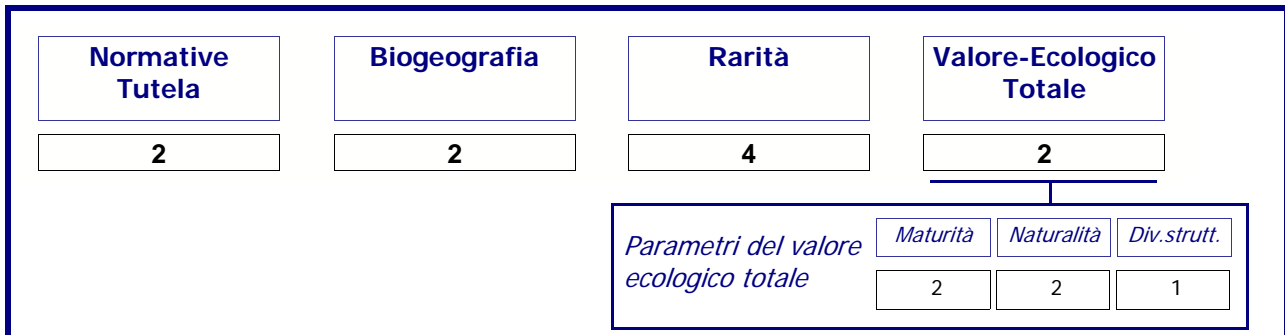 Normative Tutela
Biogeografia
Rarità
Valore-Ecologico Totale
2
2
4
2
Parametri del valore ecologico totale
Maturità
Naturalità
Div.strutt.
2
2
1